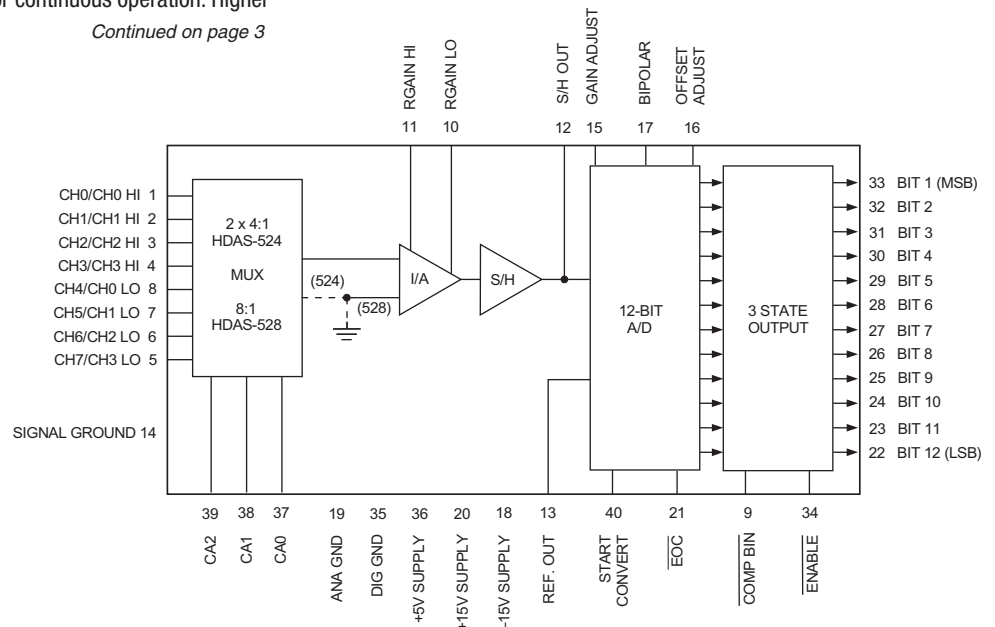 or continuous operation. Higher
Continued on page 3
RGAIN HI
RGAIN LO
S/H OUT
GAIN ADJUST
BIPOLAR
OFFSET
ADJUST
11
10
12
15
17
16
CH0/CH0 HI 1
CH1/CH1 HI 2
CH2/CH2 HI 3
CH3/CH3 HI 4
CH4/CH0 LO 8
CH5/CH1 LO 7
CH6/CH2 LO 6
CH7/CH3 LO 5
SIGNAL GROUND 14
2 x 4:1
HDAS-524
MUX
8:1
HDAS-528
(524)
(528)
I/A
S/H
12-BIT
A/D
3 STATE
OUTPUT
33 BIT 1 (MSB)
32 BIT 2
31 BIT 3
30 BIT 4
29 BIT 5
28 BIT 6
27 BIT 7
26 BIT 8
25 BIT 9
24 BIT 10
23 BIT 11
22 BIT 12 (LSB)
39
38
37
19
35
36
20
18
13
40
21
9
34
CA2
CA1
CA0
ANA GND
DIG GND
+5V SUPPLY
+15V SUPPLY
–15V SUPPLY
REF. OUT
START
CONVERT
EOC
COMP BIN
ENABLE